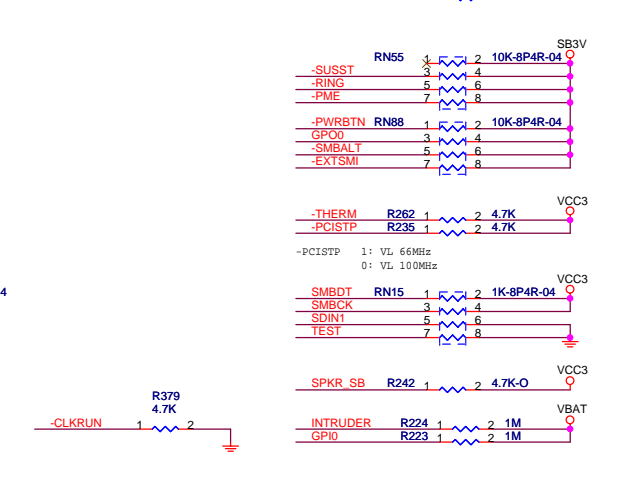 SB3V
RN55 1 2 10K-8P4R-04
-SUSST 3 4
-RING 5 6
-PME 7 8
-PWRBTN RN88 1 2 10K-8P4R-04
GPO0 3 4
-SMBALT 5 6
-EXTSMI 7 8
VCC3
-THERM R262 1 2 4.7K
-PCISTP R235 1 2 4.7K
-PCISTP 1: VL 66MHz
0: VL 100MHz
VCC3
4
SMBDT RN15 1 2 1K-8P4R-04
SMBCK 3 4
SDIN1 5 6
TEST 7 8
VCC3
SPKR_SB R242 1 2 4.7K-O
R379
4.7K
-CLKRUN 1 2
VBAT
INTRUDER R224 1 2 1M
GPI0 R223 1 2 1M